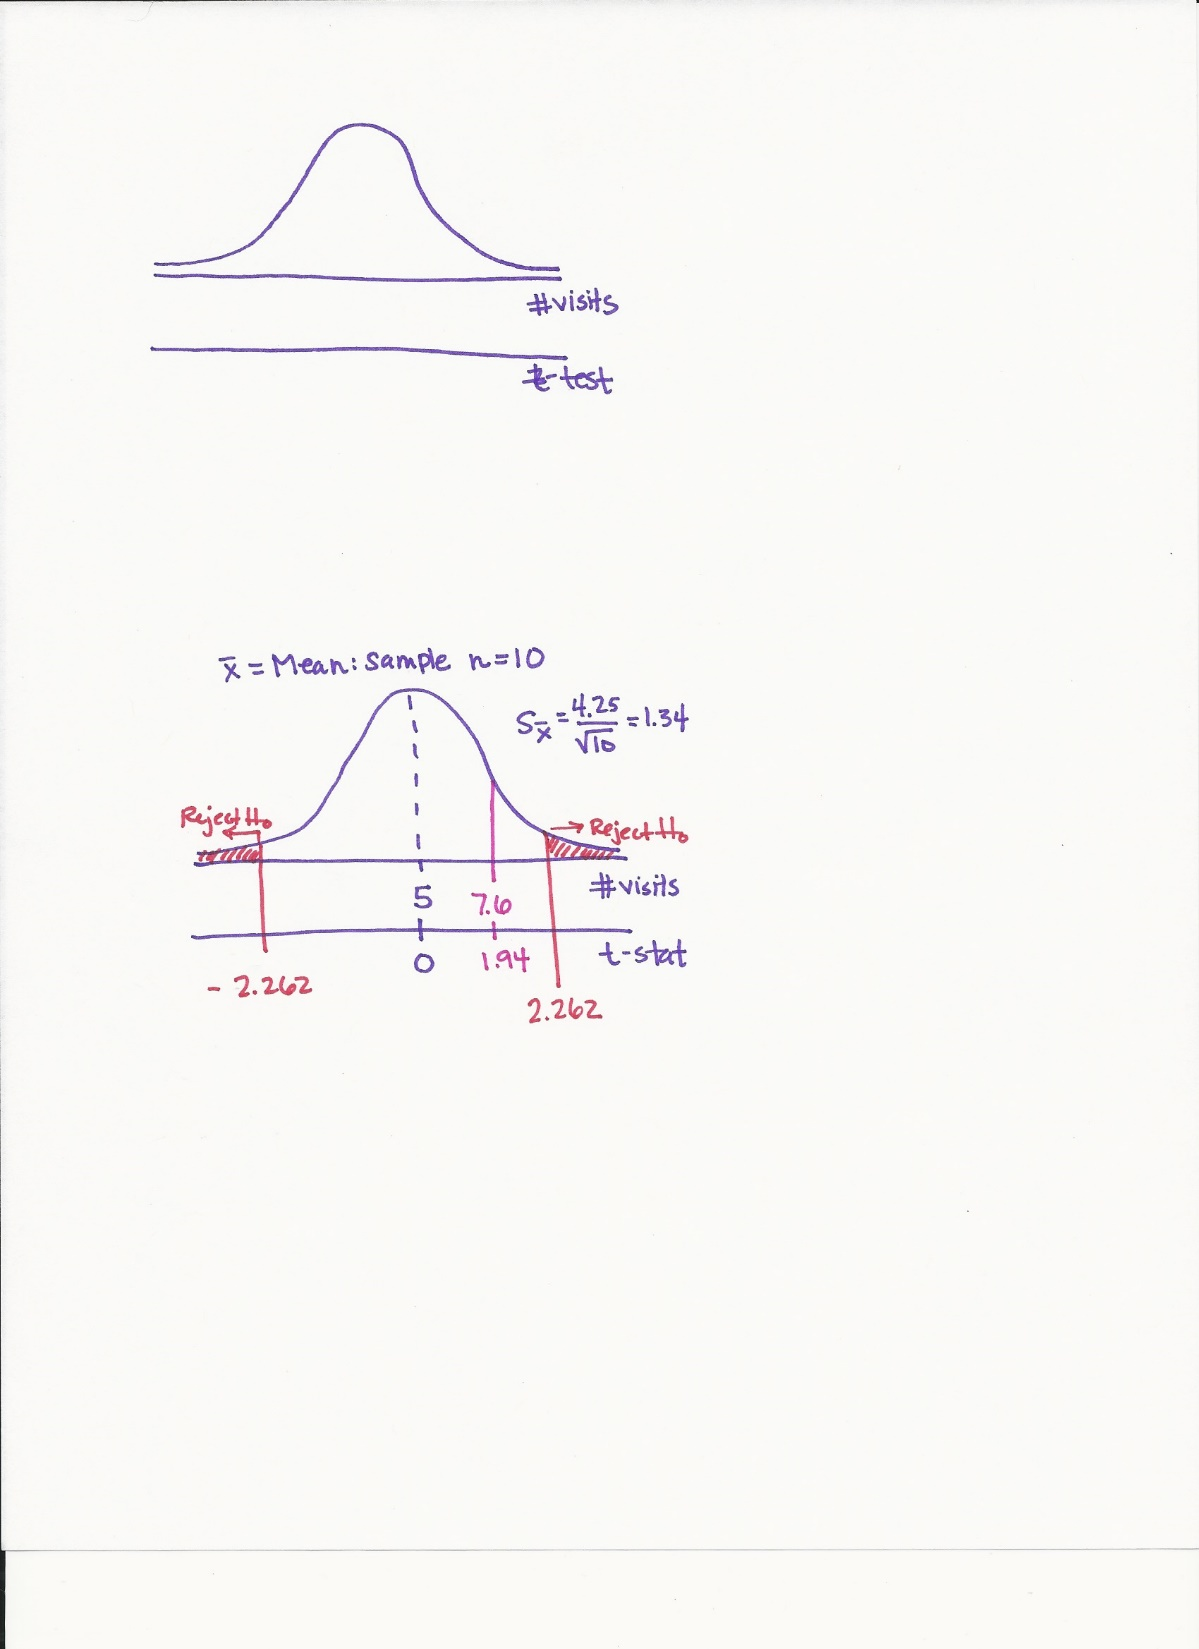 #visits
t-test
x̄ = Mean: sample n=10
Sx̄ = 4.25/√10 = 1.34
Reject H₀
→ Reject H₀
#visits
5 7.6
t-stat
0 1.94
- 2.262
2.262